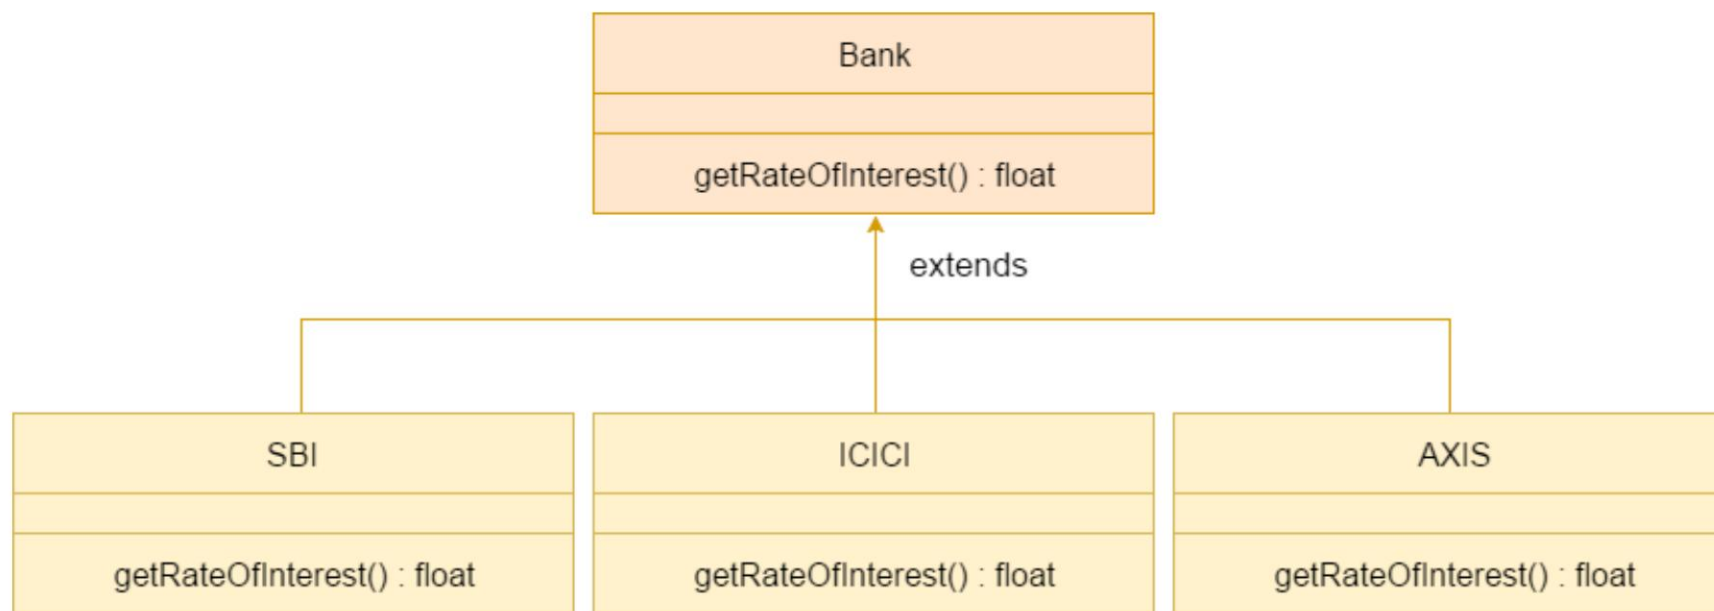 Bank
getRateOfInterest() : float
extends
SBI
ICICI
AXIS
getRateOfInterest() : float
getRateOfInterest() : float
getRateOfInterest() : float